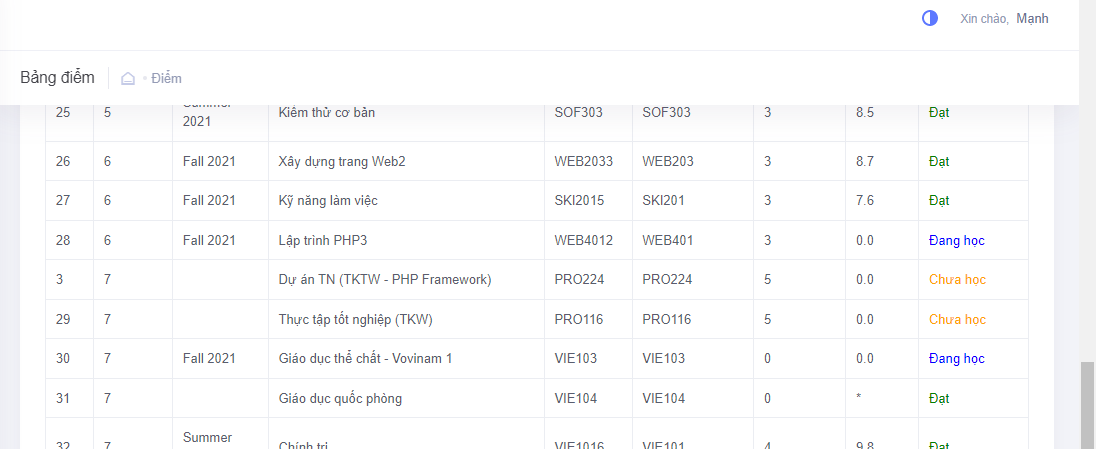 Xin chảo, Mạnh
Bảng điểm Điểm
25 5 Summer 2021 Kiểm thử cơ bản SOF303 SOF303 3 8.5 Đạt
26 6 Fall 2021 Xây dựng trang Web2 WEB2033 WEB203 3 8.7 Đạt
27 6 Fall 2021 Kỹ năng làm việc SKI2015 SKI201 3 7.6 Đạt
28 6 Fall 2021 Lập trình PHP3 WEB4012 WEB401 3 0.0 Đang học
3 7 Dự án TN (TKTW - PHP Framework) PRO224 PRO224 5 0.0 Chưa học
29 7 Thực tập tốt nghiệp (TKW) PRO116 PRO116 5 0.0 Chưa học
30 7 Fall 2021 Giáo dục thể chất - Vovinam 1 VIE103 VIE103 0 0.0 Đang học
31 7 Giáo dục quốc phòng VIE104 VIE104 0 * Đạt
32 7 Summer Chính trị VIE1016 VIE101 4 9.8 Đạt